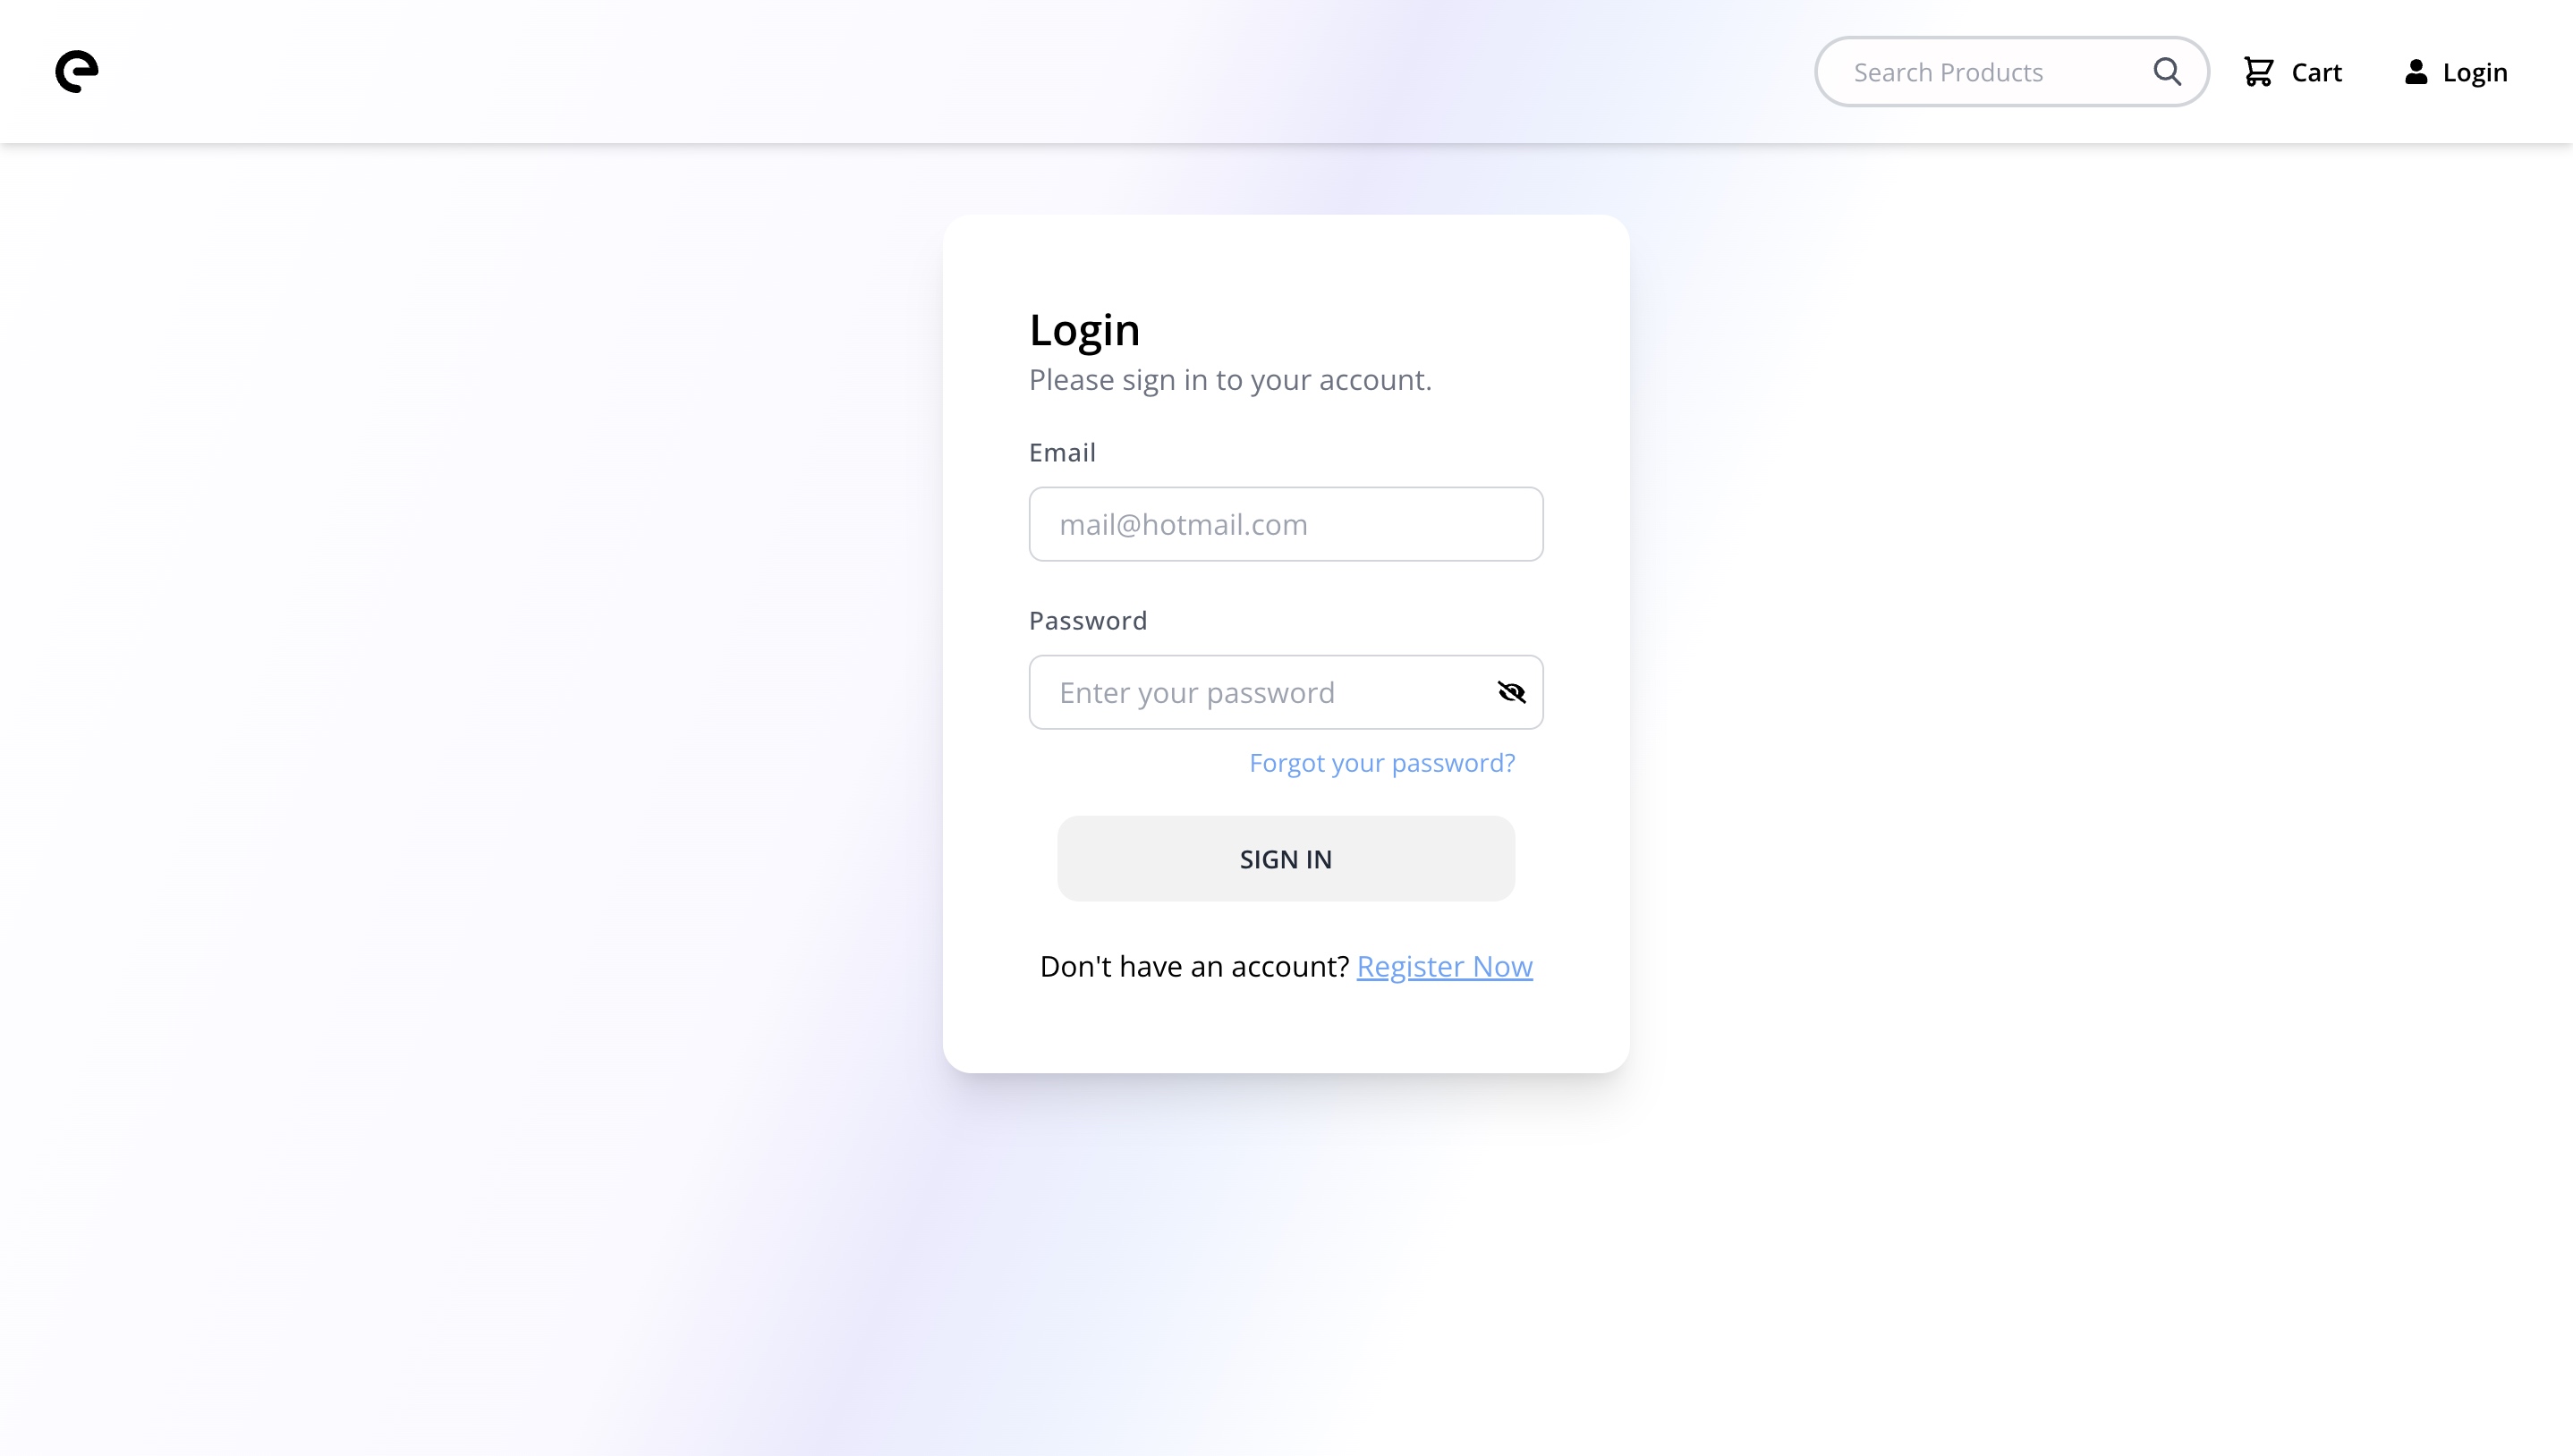 Search Products
Cart
Login
Login
Please sign in to your account.
Email
mail@hotmail.com
Password
Enter your password
Forgot your password?
SIGN IN
Don't have an account? Register Now